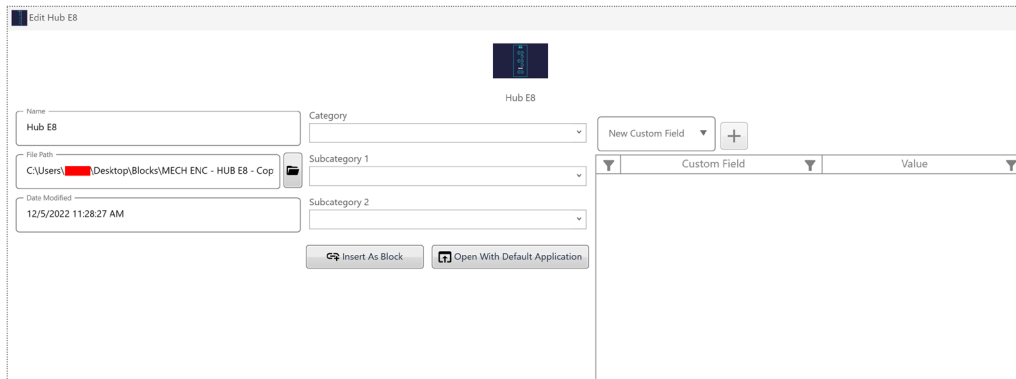 Edit Hub E8
Hub E8
Name
Hub E8
File Path
C:\Users\ \Desktop\Blocks\MECH ENC - HUB E8 - Cop
Date Modified
12/5/2022 11:28:27 AM
Category
Subcategory 1
Subcategory 2
Insert As Block
Open With Default Application
New Custom Field
Custom Field
Value